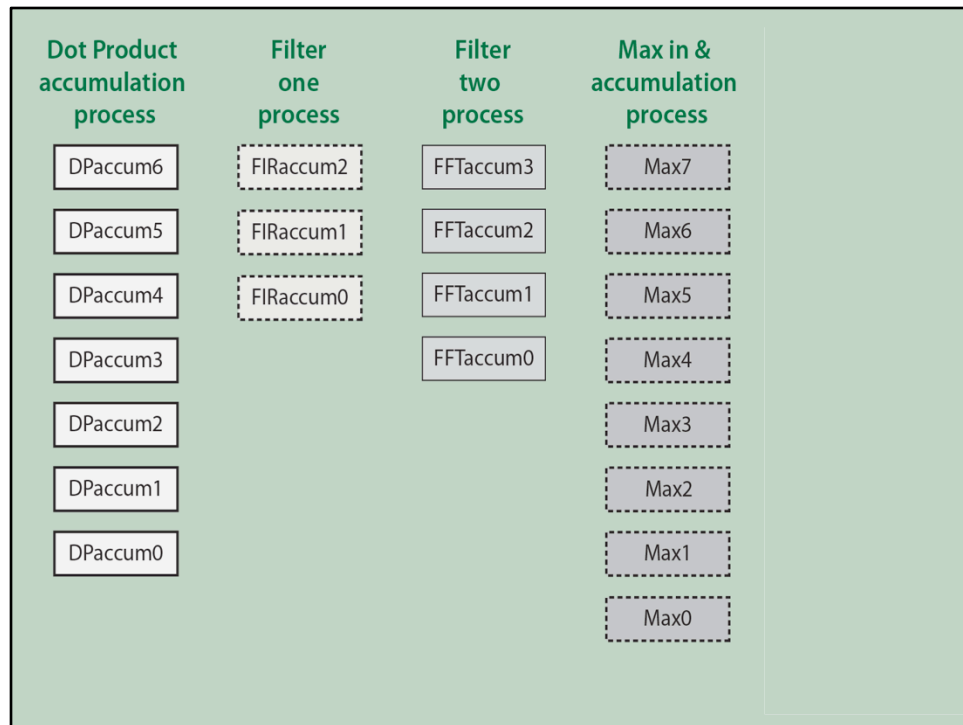 Dot Product
accumulation
process
Filter
one
process
Filter
two
process
Max in &
accumulation
process
DPaccum6
DPaccum5
DPaccum4
DPaccum3
DPaccum2
DPaccum1
DPaccum0
FIRaccum2
FIRaccum1
FIRaccum0
FFTaccum3
FFTaccum2
FFTaccum1
FFTaccum0
Max7
Max6
Max5
Max4
Max3
Max2
Max1
Max0